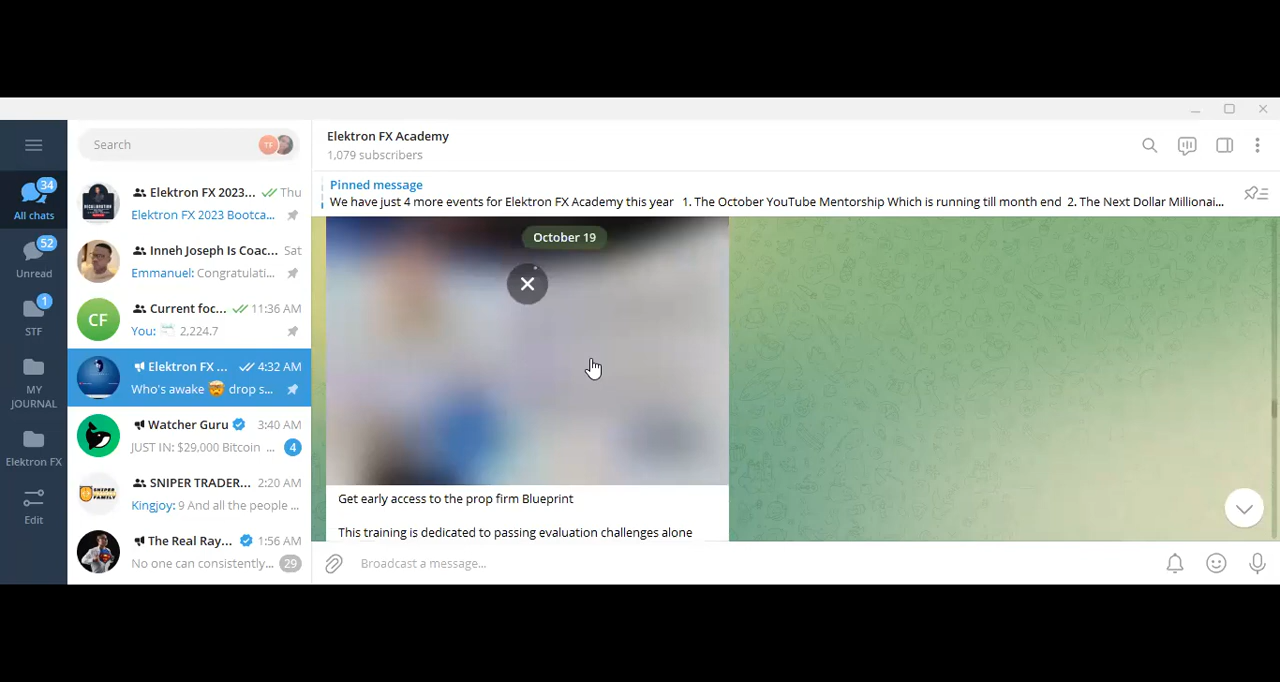 Search
TF
Elektron FX Academy
1,079 subscribers
Pinned message
We have just 4 more events for Elektron FX Academy this year 1. The October YouTube Mentorship Which is running till month end 2. The Next Dollar Millionai...
34
All chats
52
Unread
1
STF
MY
JOURNAL
Elektron FX
Edit
Elektron FX 2023... Thu
Elektron FX 2023 Bootca...
Inneh Joseph Is Coac... Sat
Emmanuel: Congratulati...
CF
Current foc... 11:36 AM
You: 2,224.7
Elektron FX ... 4:32 AM
Who's awake 🤯 drop s...
Watcher Guru 3:40 AM
JUST IN: $29,000 Bitcoin ... 4
SNIPER TRADER... 2:20 AM
Kingjoy: 9 And all the people ...
The Real Ray... 1:56 AM
No one can consistently... 29
October 19
Get early access to the prop firm Blueprint
This training is dedicated to passing evaluation challenges alone
Broadcast a message...